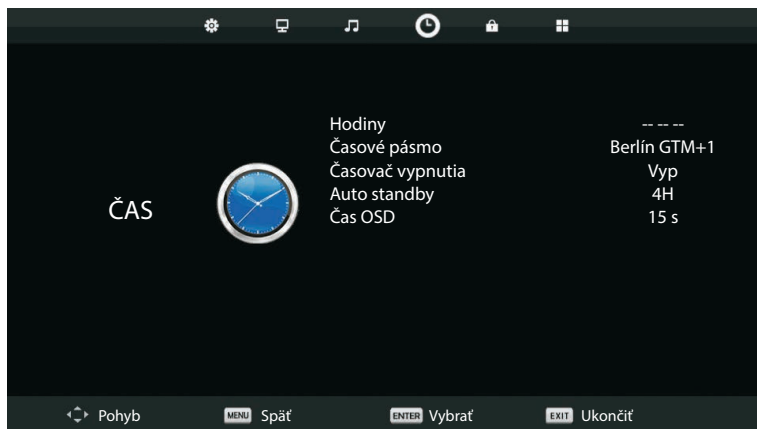 Hodiny -- -- --
Časové pásmo Berlín GTM+1
Časovač vypnutia Vyp
Auto standby 4H
Čas OSD 15 s
ČAS
Pohyb MENU Späť ENTER Vybrať EXIT Ukončiť